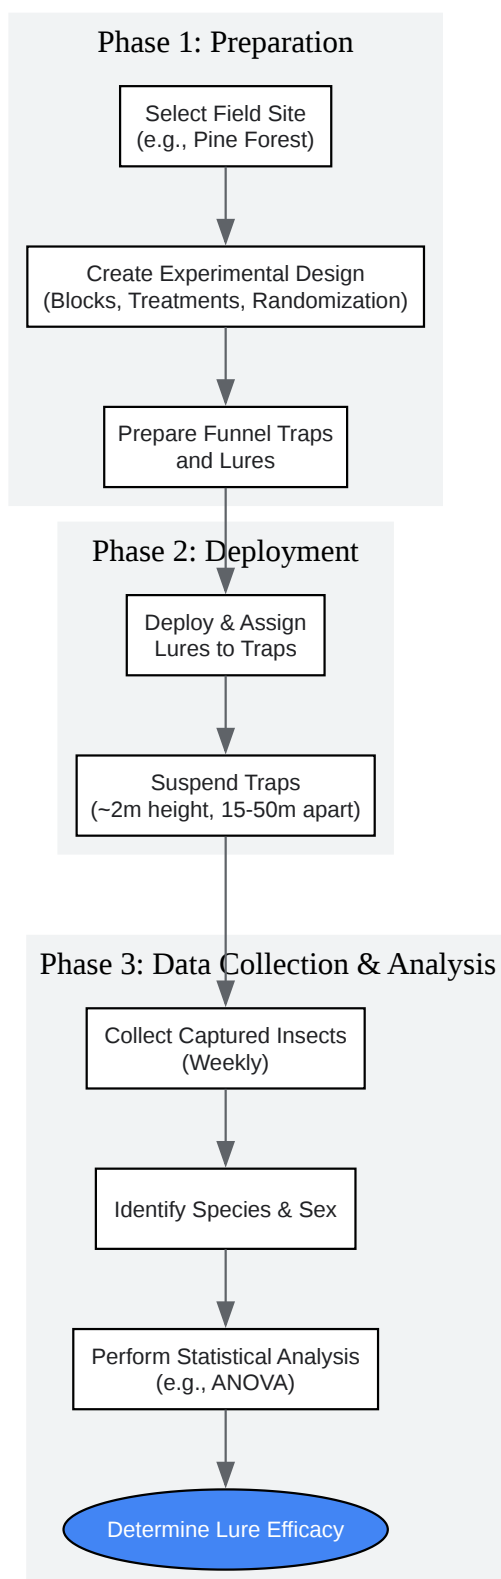 Phase 1: Preparation
Select Field Site
(e.g., Pine Forest)
Create Experimental Design
(Blocks, Treatments, Randomization)
Prepare Funnel Traps
and Lures
Phase 2: Deployment
Deploy & Assign
Lures to Traps
Suspend Traps
(~2m height, 15-50m apart)
Phase 3: Data Collection & Analysis
Collect Captured Insects
(Weekly)
Identify Species & Sex
Perform Statistical Analysis
(e.g., ANOVA)
Determine Lure Efficacy